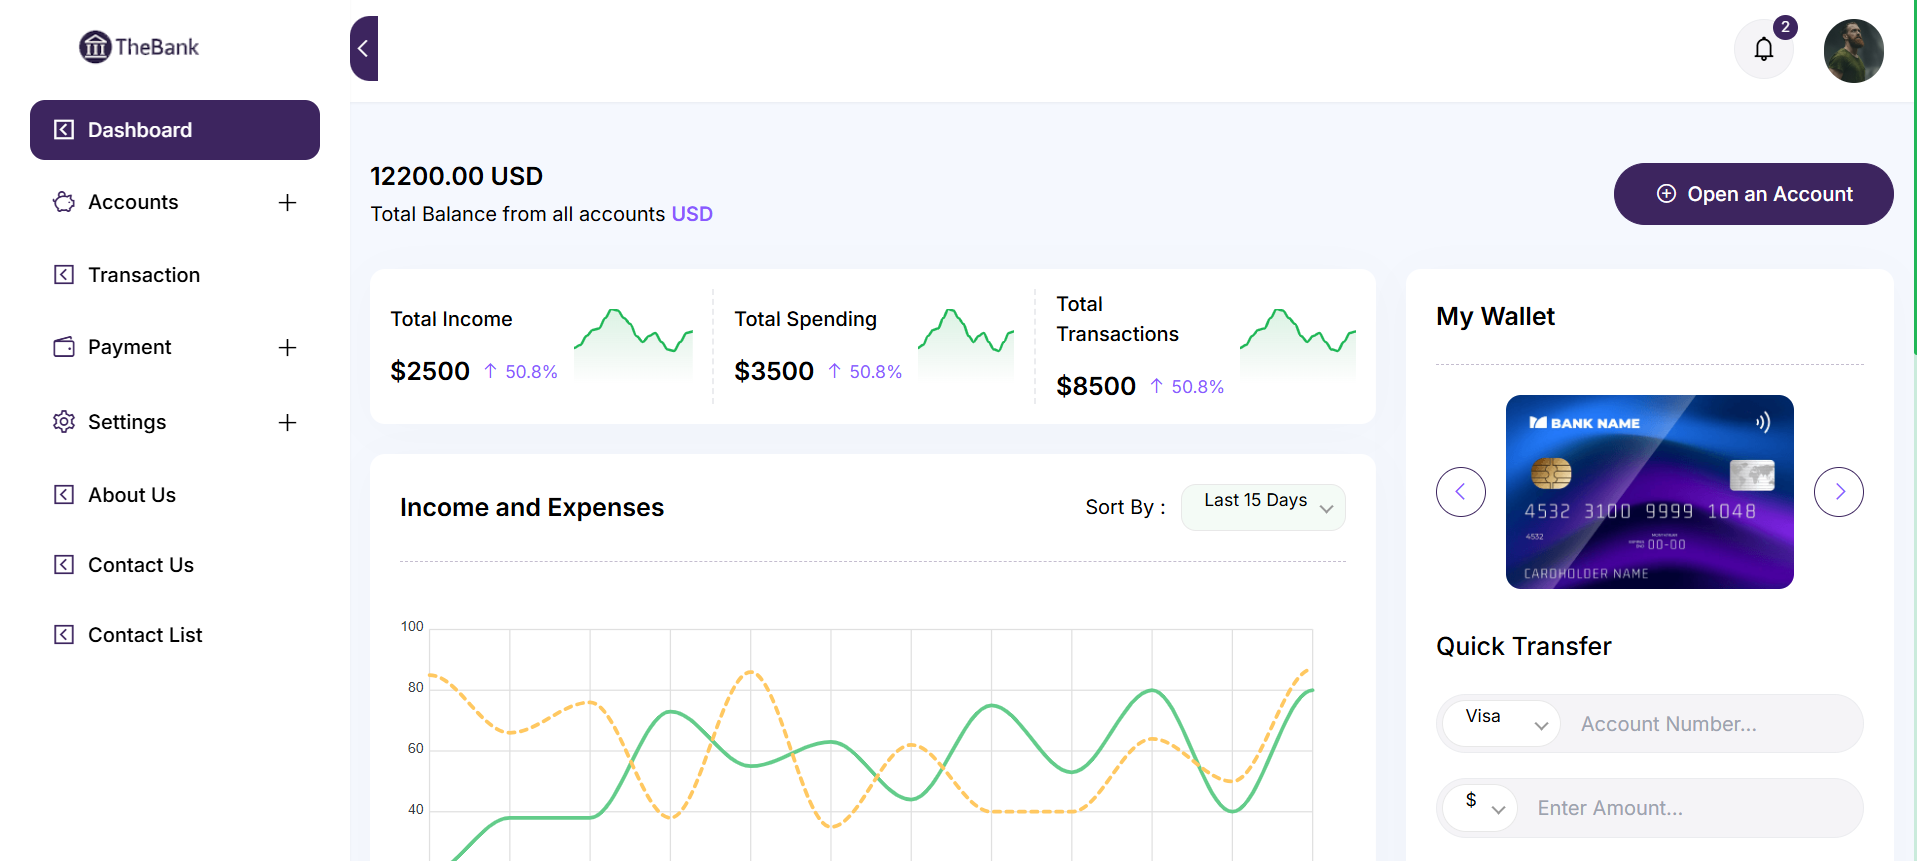 TheBank
2
Dashboard
Accounts
Transaction
Payment
Settings
About Us
Contact Us
Contact List
12200.00 USD
Total Balance from all accounts USD
Open an Account
Total Income
$2500 ↑ 50.8%
Total Spending
$3500 ↑ 50.8%
Total
Transactions
$8500 ↑ 50.8%
Income and Expenses
Sort By :
Last 15 Days
100
80
60
40
My Wallet
BANK NAME
4532 3100 9999 1048
4532
00-00
CARDHOLDER NAME
Quick Transfer
Visa
Account Number...
$
Enter Amount...